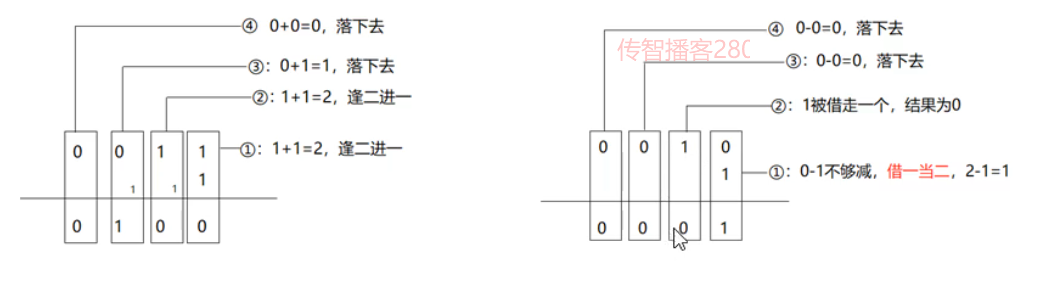 ④ 0+0=0，落下去
③：0+1=1，落下去
②：1+1=2，逢二进一
①：1+1=2，逢二进一
0 0 1 1
1
1 1
0 1 0 0
④ 0-0=0，落下去
传智播客280
③：0-0=0，落下去
②：1被借走一个，结果为0
0 0 1 0
①：0-1不够减，借一当二，2-1=1
1
0 0 0 1